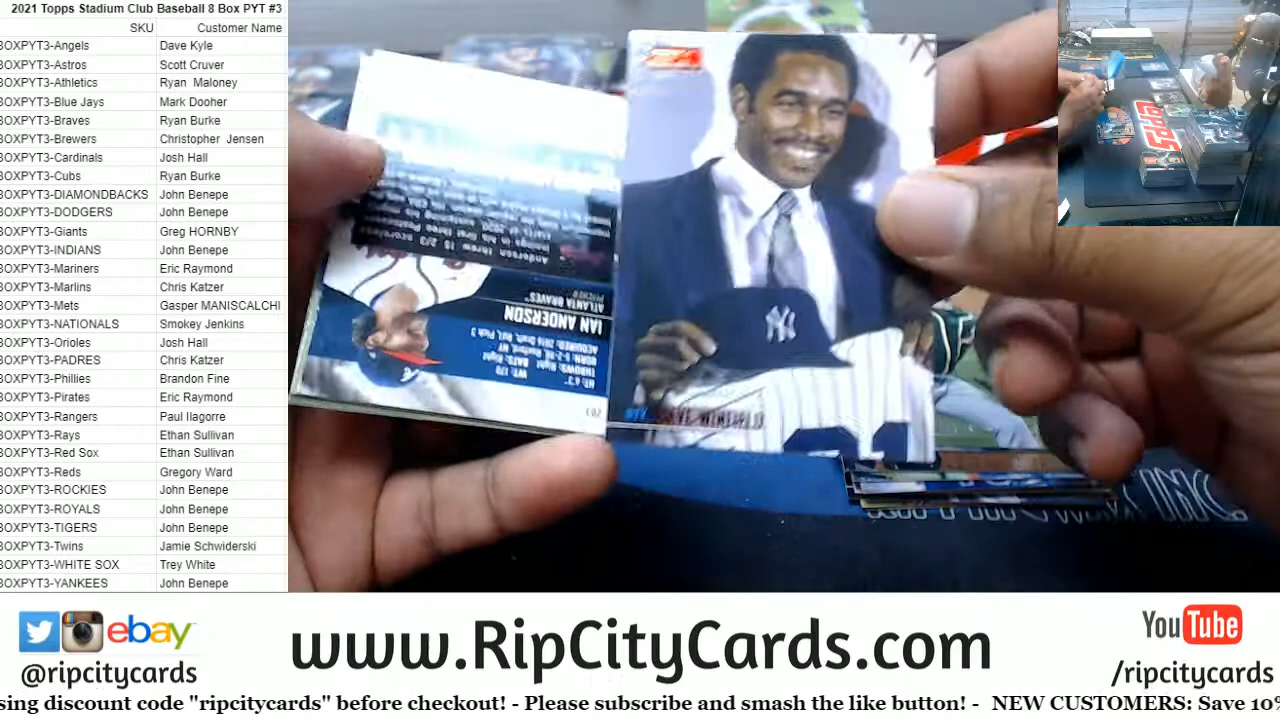 2021 Topps Stadium Club Baseball 8 Box PYT #3
SKU Customer Name
BOXPYT3-Angels Dave Kyle
BOXPYT3-Astros Scott Cruver
BOXPYT3-Athletics Ryan Maloney
BOXPYT3-Blue Jays Mark Dooher
BOXPYT3-Braves Ryan Burke
BOXPYT3-Brewers Christopher Jensen
BOXPYT3-Cardinals Josh Hall
BOXPYT3-Cubs Ryan Burke
BOXPYT3-DIAMONDBACKS John Benepe
BOXPYT3-DODGERS John Benepe
BOXPYT3-Giants Greg HORNBY
BOXPYT3-INDIANS John Benepe
BOXPYT3-Mariners Eric Raymond
BOXPYT3-Marlins Chris Katzer
BOXPYT3-Mets Gasper MANISCALCHI
BOXPYT3-NATIONALS Smokey Jenkins
BOXPYT3-Orioles Josh Hall
BOXPYT3-PADRES Chris Katzer
BOXPYT3-Phillies Brandon Fine
BOXPYT3-Pirates Eric Raymond
BOXPYT3-Rangers Paul Ilagorre
BOXPYT3-Rays Ethan Sullivan
BOXPYT3-Red Sox Ethan Sullivan
BOXPYT3-Reds Gregory Ward
BOXPYT3-ROCKIES John Benepe
BOXPYT3-ROYALS John Benepe
BOXPYT3-TIGERS John Benepe
BOXPYT3-Twins Jamie Schwiderski
BOXPYT3-WHITE SOX Trey White
BOXPYT3-YANKEES John Benepe
IAN ANDERSON
ATLANTA BRAVES
NY
TOPPS
ebay
@ripcitycards
www.RipCityCards.com
YouTube
/ripcitycards
sing discount code "ripcitycards" before checkout! - Please subscribe and smash the like button! - NEW CUSTOMERS: Save 10%